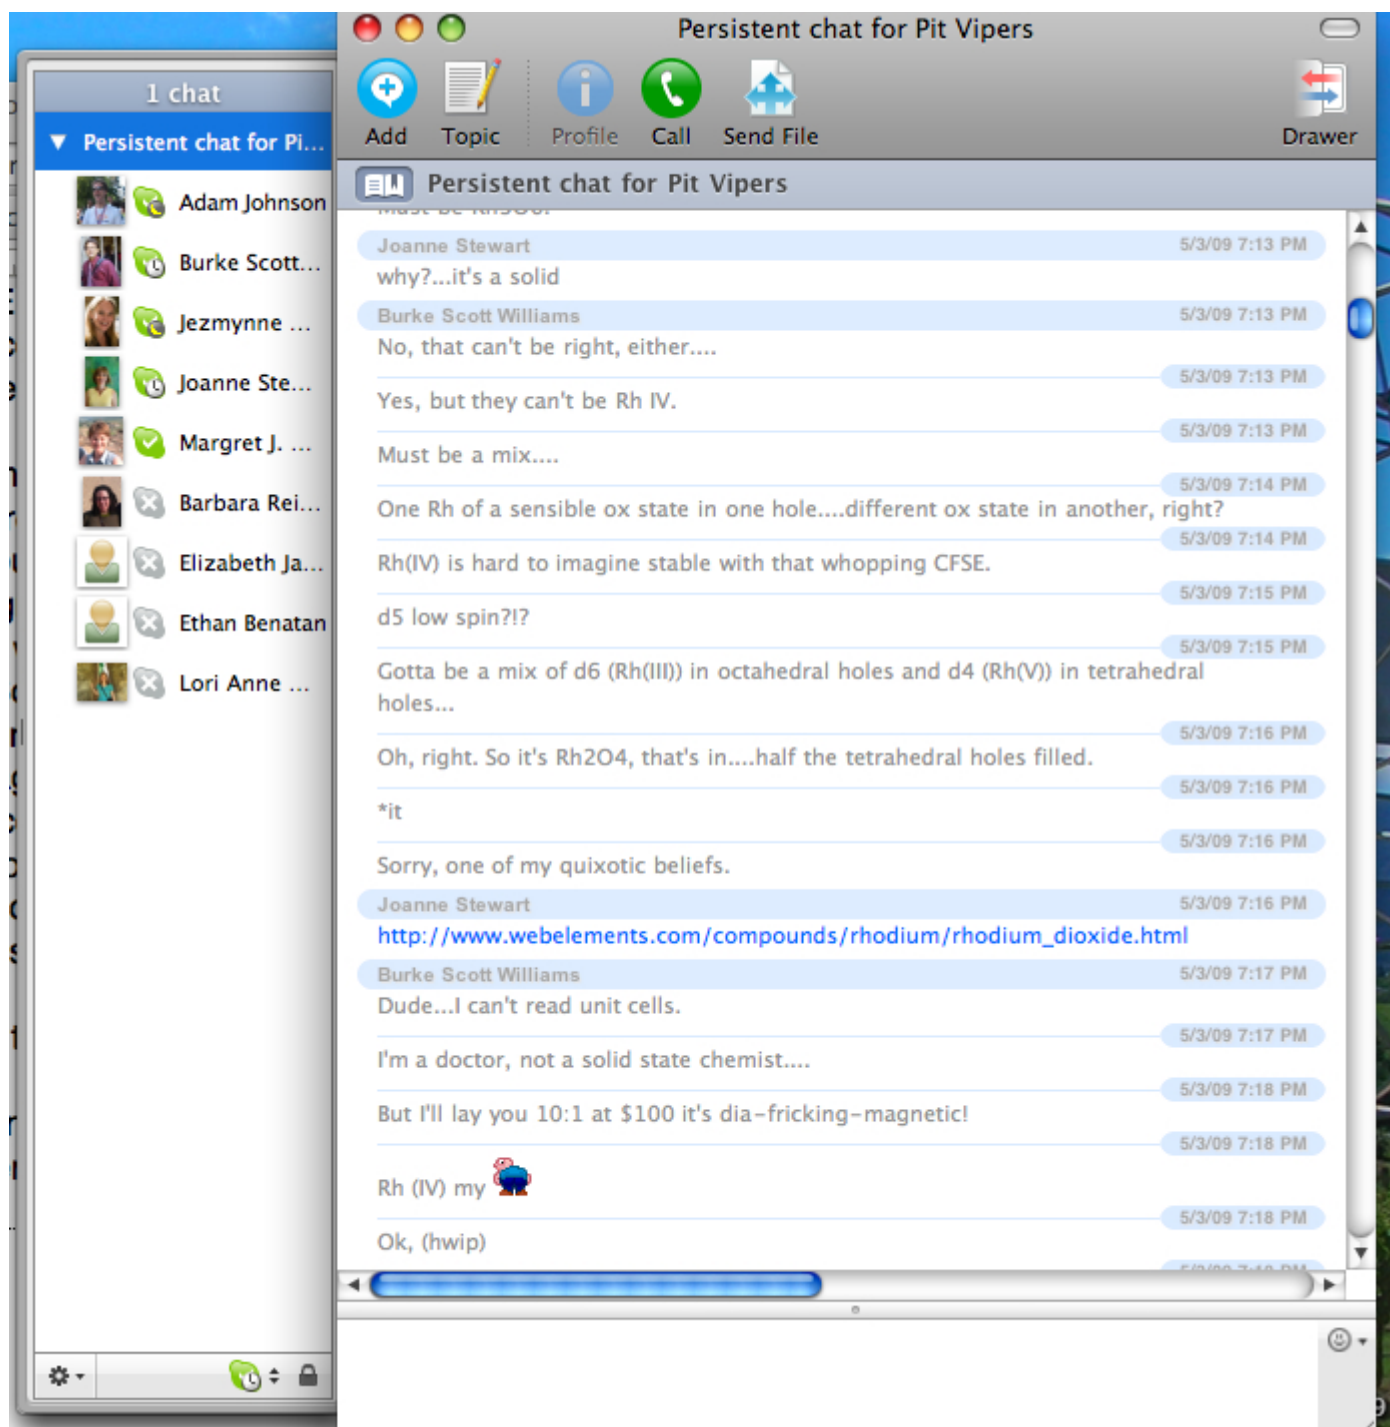 Persistent chat for Pit Vipers
1 chat
Persistent chat for Pi...
Adam Johnson
Burke Scott...
Jezmynne ...
Joanne Ste...
Margret J. ...
Barbara Rei...
Elizabeth Ja...
Ethan Benatan
Lori Anne ...
Add
Topic
Profile
Call
Send File
Drawer
Persistent chat for Pit Vipers
Joanne Stewart 5/3/09 7:13 PM
why?...it's a solid
Burke Scott Williams 5/3/09 7:13 PM
No, that can't be right, either....
5/3/09 7:13 PM
Yes, but they can't be Rh IV.
5/3/09 7:13 PM
Must be a mix....
5/3/09 7:14 PM
One Rh of a sensible ox state in one hole....different ox state in another, right?
5/3/09 7:14 PM
Rh(IV) is hard to imagine stable with that whopping CFSE.
5/3/09 7:15 PM
d5 low spin?!?
5/3/09 7:15 PM
Gotta be a mix of d6 (Rh(III)) in octahedral holes and d4 (Rh(V)) in tetrahedral
holes...
5/3/09 7:16 PM
Oh, right. So it's Rh2O4, that's in....half the tetrahedral holes filled.
5/3/09 7:16 PM
*it
5/3/09 7:16 PM
Sorry, one of my quixotic beliefs.
Joanne Stewart 5/3/09 7:16 PM
http://www.webelements.com/compounds/rhodium/rhodium_dioxide.html
Burke Scott Williams 5/3/09 7:17 PM
Dude...I can't read unit cells.
5/3/09 7:17 PM
I'm a doctor, not a solid state chemist....
5/3/09 7:18 PM
But I'll lay you 10:1 at $100 it's dia-fricking-magnetic!
5/3/09 7:18 PM
Rh (IV) my
5/3/09 7:18 PM
Ok, (hwip)